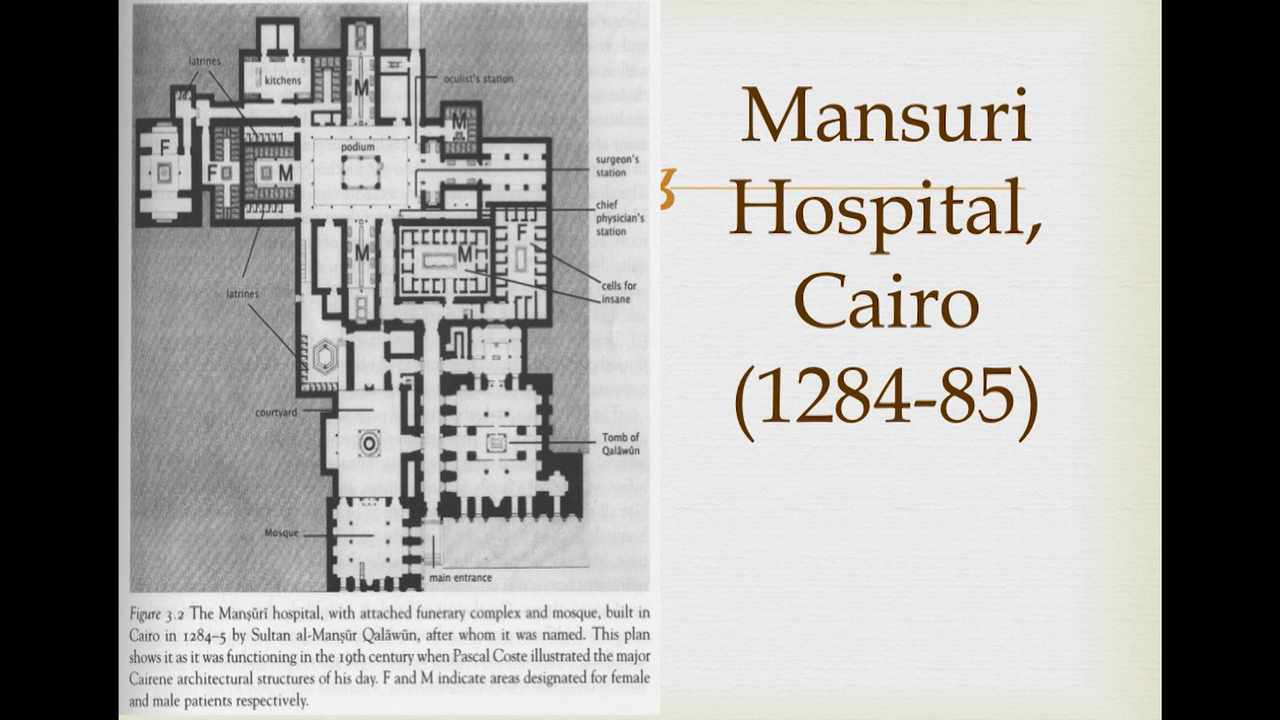 latrines
kitchens
M
oculist's station
M
F
F
M
podium
surgeon's
station
chief
physician's
station
F
M
M
cells for
insane
latrines
courtyard
Tomb of
Qalāwūn
Mosque
main entrance
Figure 3.2 The Manṣūrī hospital, with attached funerary complex and mosque, built in
Cairo in 1284–5 by Sultan al-Manṣūr Qalāwūn, after whom it was named. This plan
shows it as it was functioning in the 19th century when Pascal Coste illustrated the major
Cairene architectural structures of his day. F and M indicate areas designated for female
and male patients respectively.
Mansuri
Hospital,
Cairo
(1284-85)